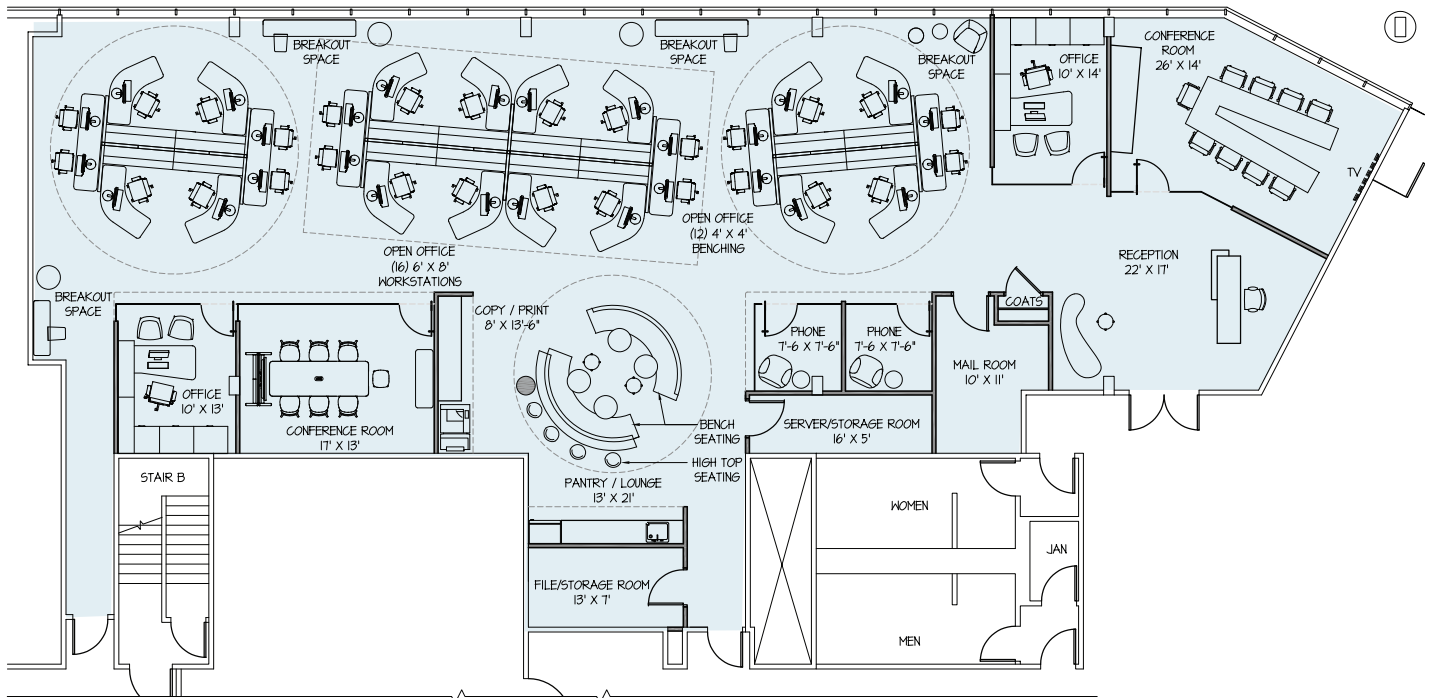 BREAKOUT
SPACE
BREAKOUT
SPACE
BREAKOUT
SPACE
OFFICE
10' X 14'
CONFERENCE
ROOM
26' X 14'
TV
OPEN OFFICE
(12) 4' X 4'
BENCHING
OPEN OFFICE
(16) 6' X 8'
WORKSTATIONS
RECEPTION
22' X 17'
BREAKOUT
SPACE
COPY / PRINT
8' X 13'-6"
COATS
PHONE
7'-6 X 7'-6"
PHONE
7'-6 X 7'-6"
MAIL ROOM
10' X 11'
OFFICE
10' X 13'
CONFERENCE ROOM
17' X 13'
BENCH
SEATING
SERVER/STORAGE ROOM
16' X 5'
HIGH TOP
SEATING
STAIR B
PANTRY / LOUNGE
13' X 21'
WOMEN
JAN
FILE/STORAGE ROOM
13' X 7'
MEN